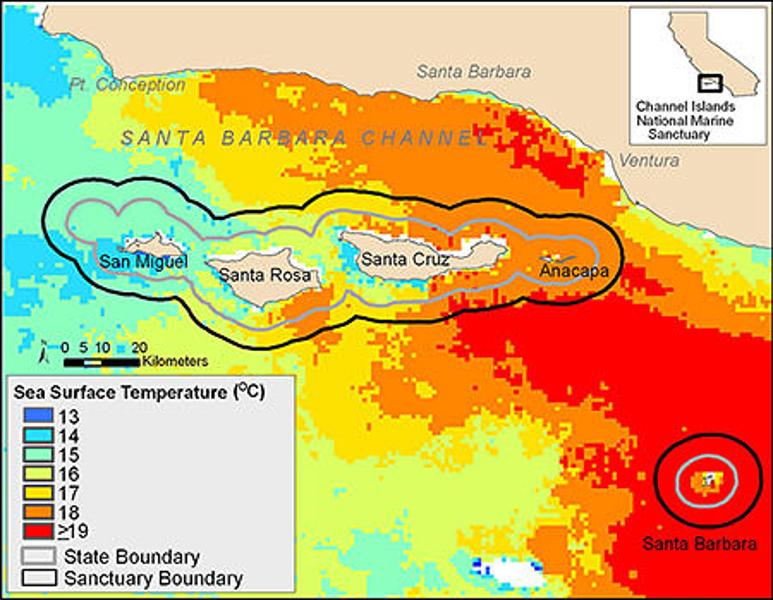 Santa Barbara
Pt. Conception
SANTA BARBARA CHANNEL
Ventura
Channel Islands
National Marine
Sanctuary
San Miguel
Santa Rosa
Santa Cruz
Anacapa
N
0 5 10 20
Kilometers
Sea Surface Temperature (°C)
13
14
15
16
17
18
≥19
State Boundary
Sanctuary Boundary
Santa Barbara